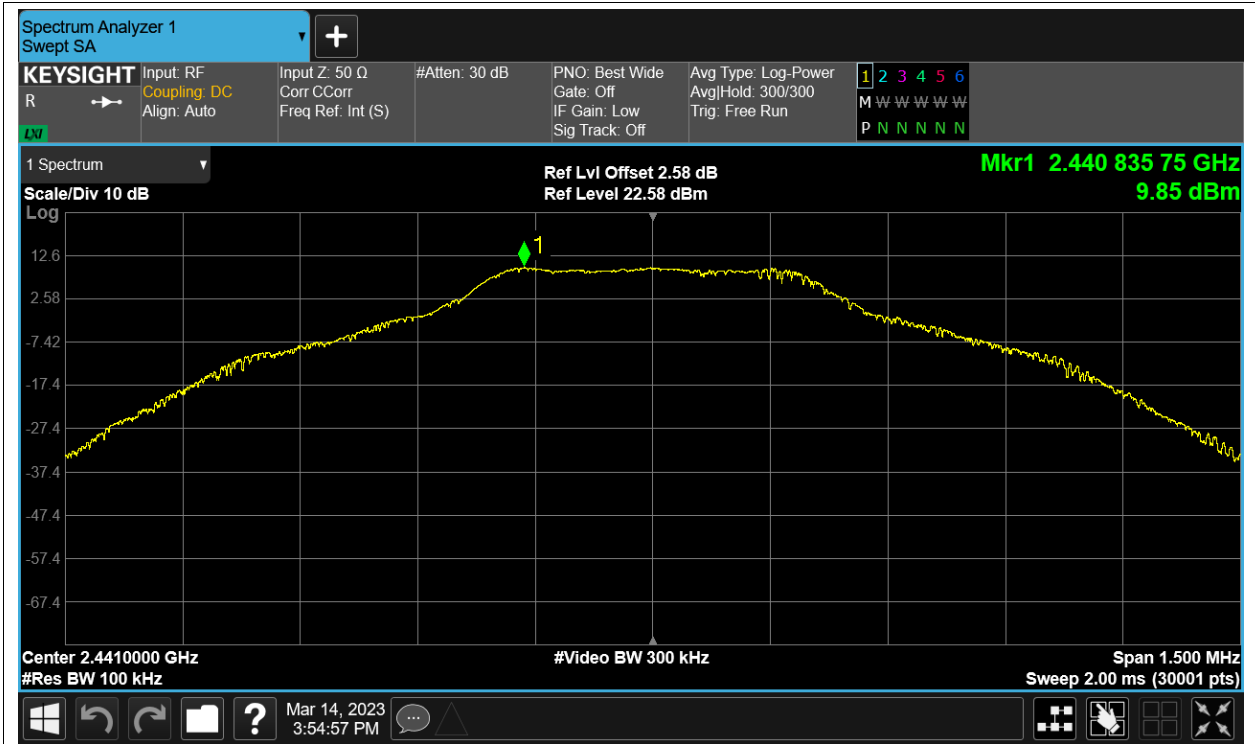 Spectrum Analyzer 1
Swept SA
KEYSIGHT
R
LXI
Input: RF
Coupling: DC
Align: Auto
Input Z: 50 Ω
Corr CCorr
Freq Ref: Int (S)
#Atten: 30 dB
PNO: Best Wide
Gate: Off
IF Gain: Low
Sig Track: Off
Avg Type: Log-Power
Avg|Hold: 300/300
Trig: Free Run
1 2 3 4 5 6
M W W W W W
P N N N N N
1 Spectrum
Scale/Div 10 dB
Log
Ref Lvl Offset 2.58 dB
Ref Level 22.58 dBm
Mkr1 2.440 835 75 GHz
9.85 dBm
1
12.6
2.58
-7.42
-17.4
-27.4
-37.4
-47.4
-57.4
-67.4
Center 2.4410000 GHz
#Video BW 300 kHz
Span 1.500 MHz
#Res BW 100 kHz
Sweep 2.00 ms (30001 pts)
?
Mar 14, 2023
3:54:57 PM